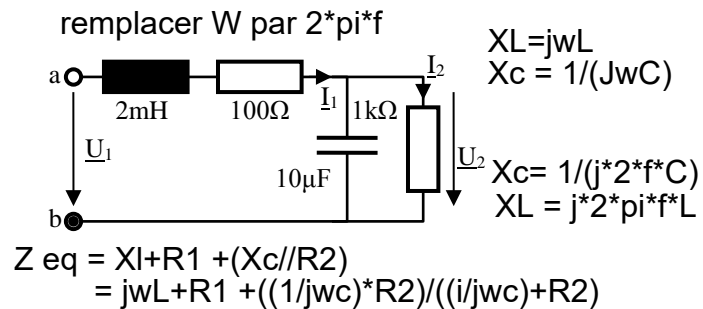 remplacer W par 2*pi*f
XL=jwL
Xc = 1/(JwC)
a
I2
I1
1kΩ
2mH
100Ω
U1
U2
10µF
Xc= 1/(j*2*f*C)
XL = j*2*pi*f*L
b
Z eq = Xl+R1 +(Xc//R2)
= jwL+R1 +((1/jwc)*R2)/((i/jwc)+R2)